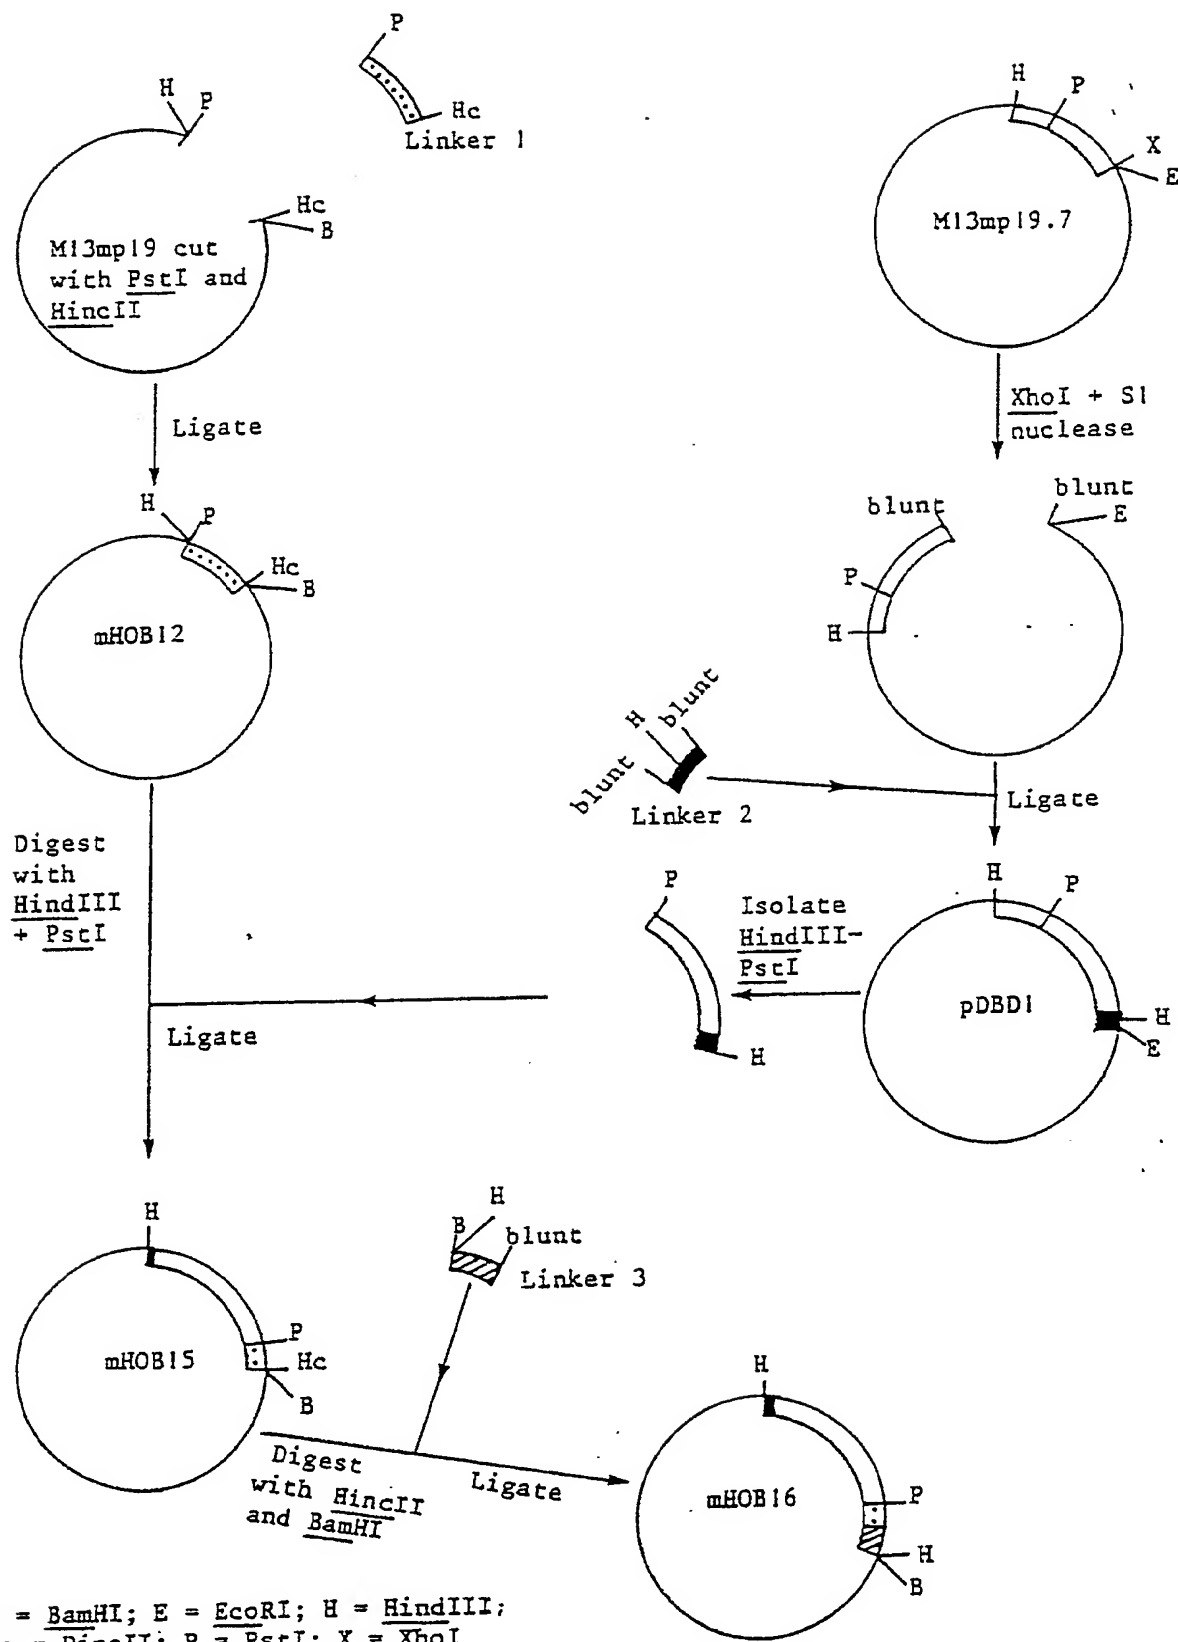 P
H
P
Hc
Linker 1
Hc
B
M13mp19 cut
with PstI and
HincII
H
P
X
E
M13mp19.7
Ligate
XhoI + S1
nuclease
H
P
Hc
B
mHOB12
blunt
blunt
E
P
H
blunt
H
blunt
Linker 2
Ligate
Digest
with
HindIII
+ PstI
P
Isolate
HindIII-
PstI
H
H
P
pDBD1
H
E
Ligate
H
mHOB15
P
Hc
B
B
H
blunt
Linker 3
Digest
with HincII
and BamHI
Ligate
H
mHOB16
P
H
B
= BamHI; E = EcoRI; H = HindIII;
P = PstI; X = XhoI